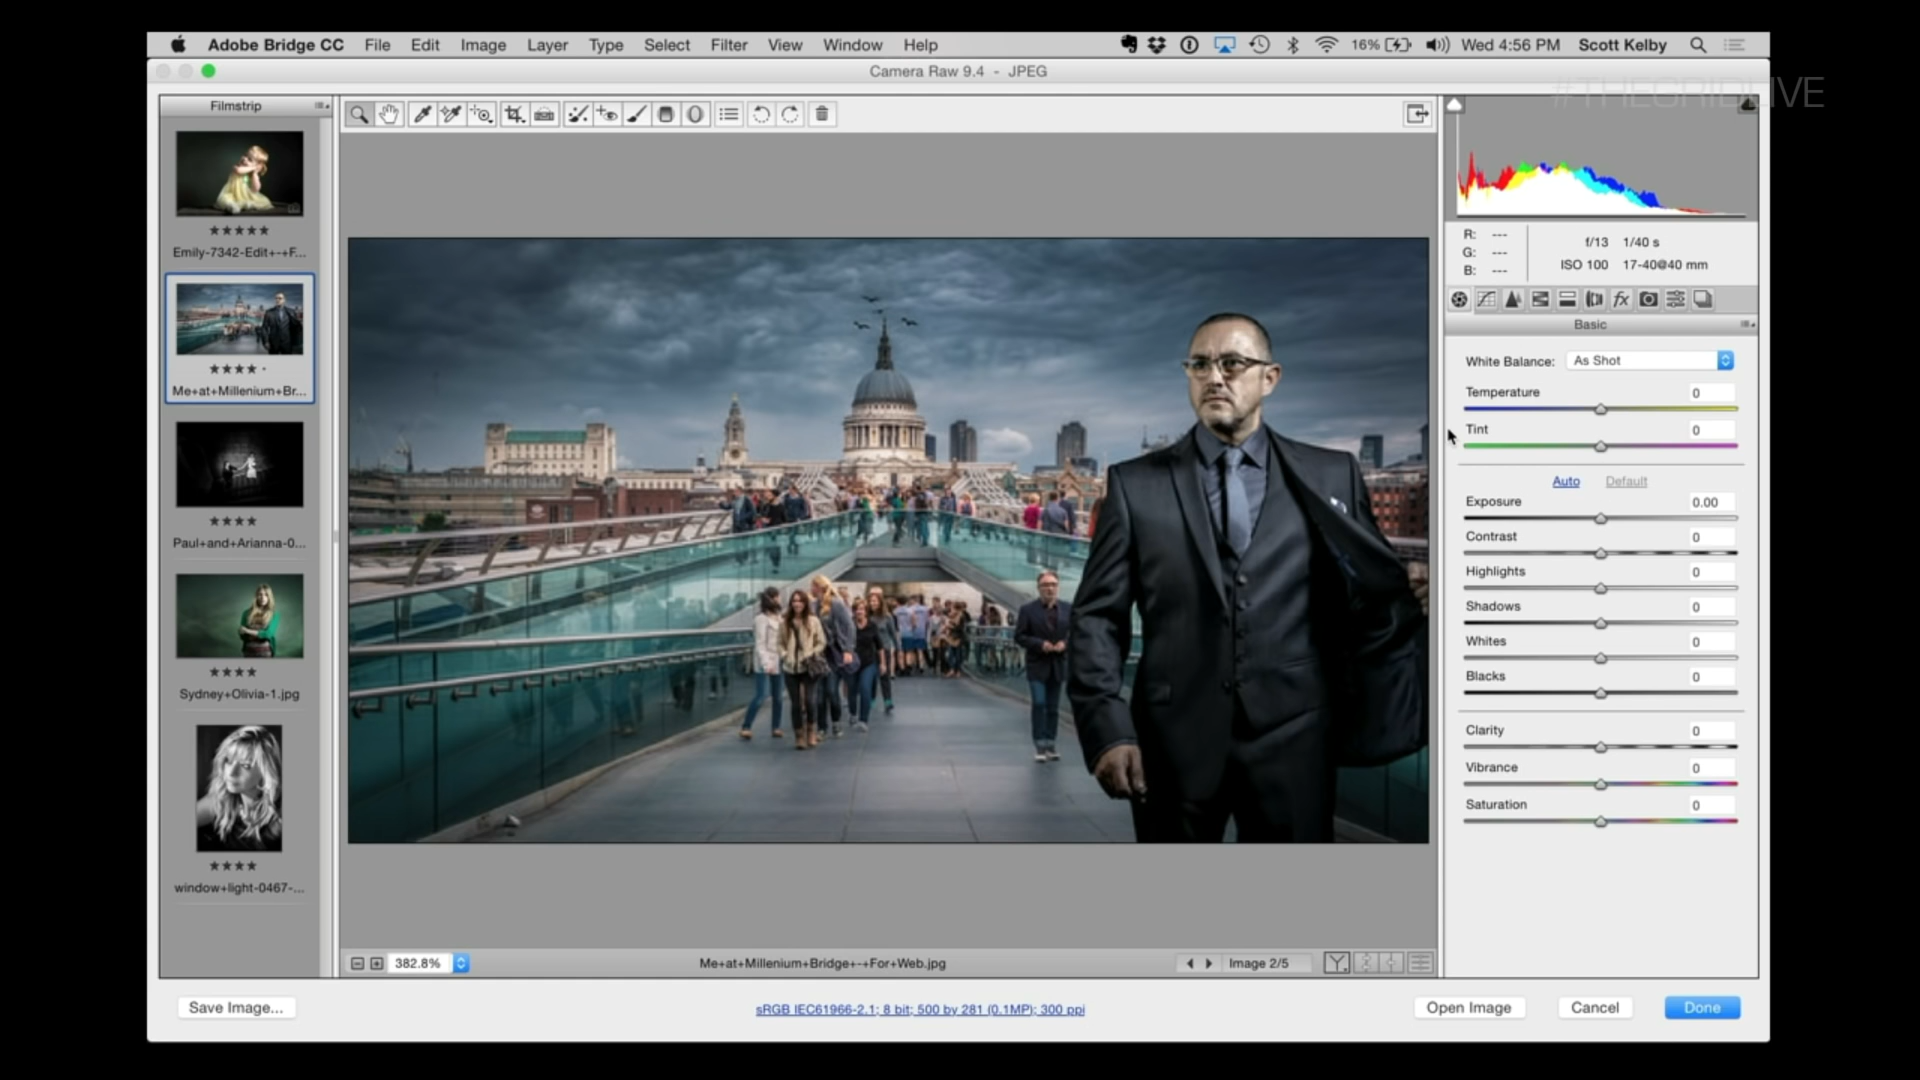 Adobe Bridge CC File Edit Image Layer Type Select Filter View Window Help 16% Wed 4:56 PM Scott Kelby
Camera Raw 9.4 - JPEG
#THEGRIDLIVE
Filmstrip
★★★★★
Emily-7342-Edit+-+F...
★★★★ ·
Me+at+Millenium+Br...
★★★★
Paul+and+Arianna-0...
★★★★
Sydney+Olivia-1.jpg
★★★★
window+light-0467-...
R: ---
G: ---
B: ---
f/13 1/40 s
ISO 100 17-40@40 mm
fx
Basic
White Balance: As Shot
Temperature 0
Tint 0
Auto Default
Exposure 0.00
Contrast 0
Highlights 0
Shadows 0
Whites 0
Blacks 0
Clarity 0
Vibrance 0
Saturation 0
382.8% Me+at+Millenium+Bridge+-+For+Web.jpg Image 2/5 Y
Save Image... sRGB IEC61966-2.1; 8 bit; 500 by 281 (0.1MP); 300 ppi Open Image Cancel Done